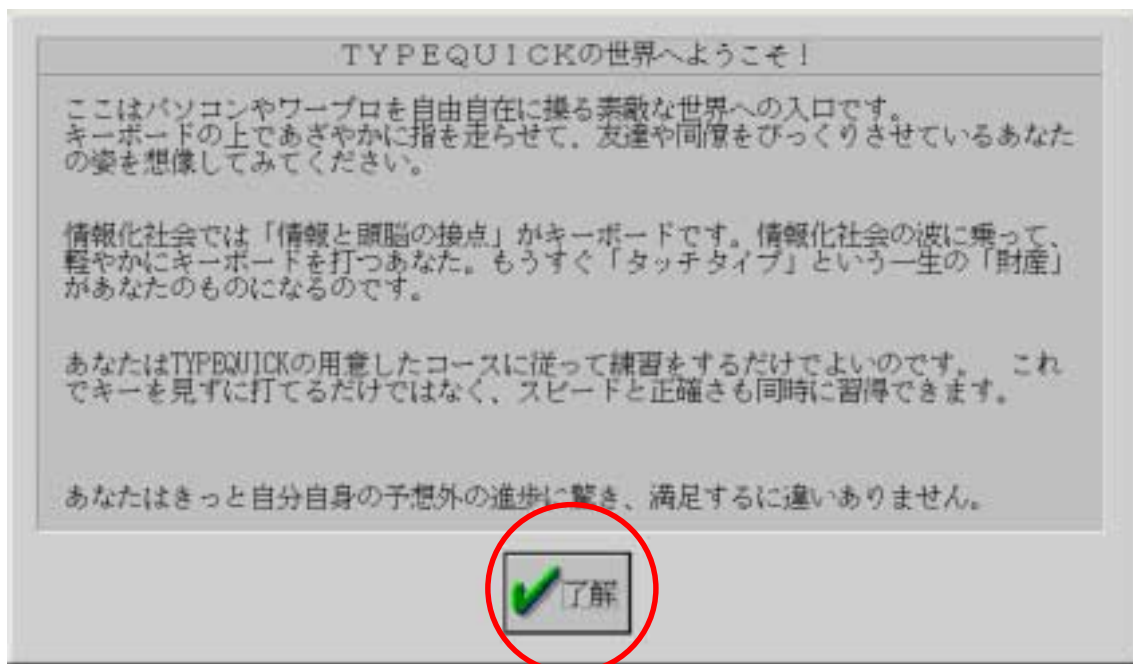 ＴＹＰＥＱＵＩＣＫの世界へようこそ！
ここはパソコンやワープロを自由自在に操る素敵な世界への入口です。
キーボードの上であざやかに指を走らせて、友達や同僚をびっくりさせているあなた
の姿を想像してみてください。
情報化社会では「情報と頭脳の接点」がキーボードです。情報化社会の波に乗って、
軽やかにキーボードを打つあなた。もうすぐ「タッチタイプ」という一生の「財産」
があなたのものになるのです。
あなたはTYPEQUICKの用意したコースに従って練習をするだけでよいのです。　これ
でキーを見ずに打てるだけではなく、スピードと正確さも同時に習得できます。
あなたはきっと自分自身の予想外の進歩に驚き、満足するに違いありません。
了解